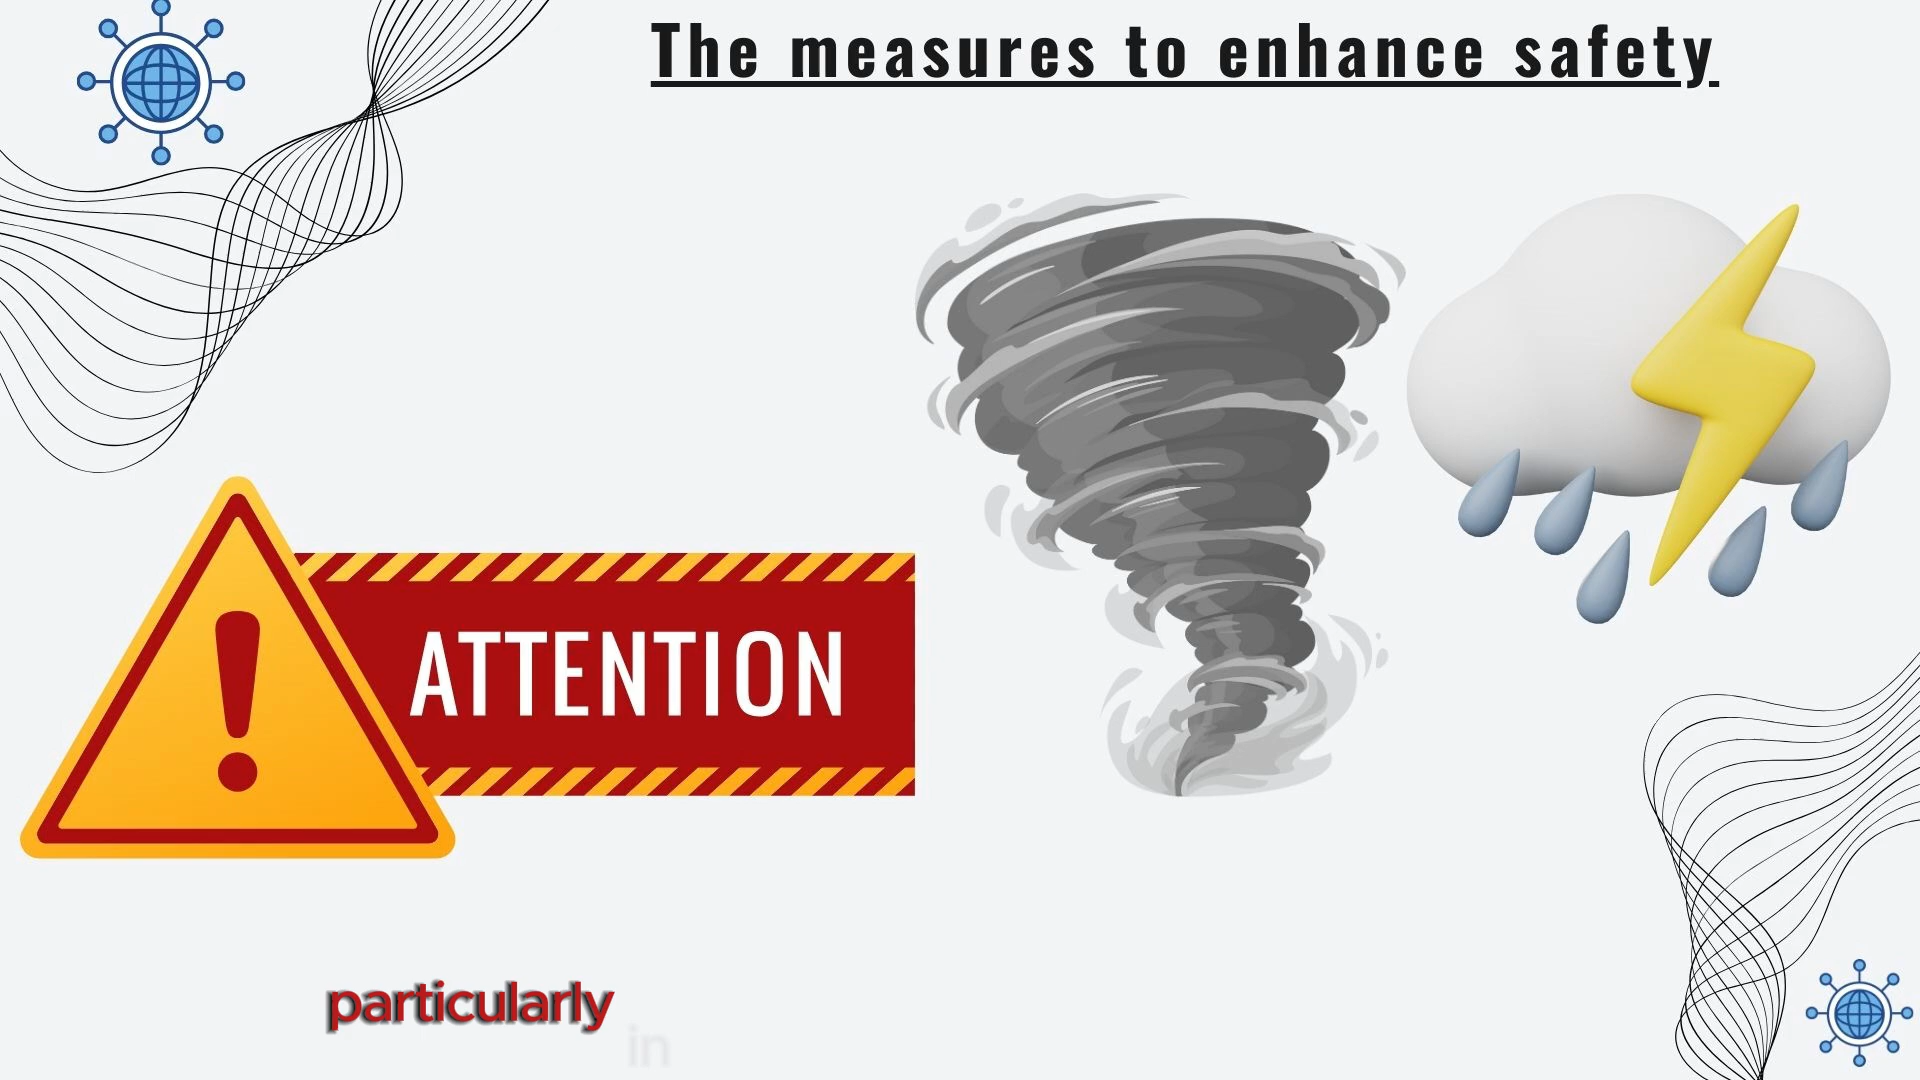 The measures to enhance safety
ATTENTION
particularly
in